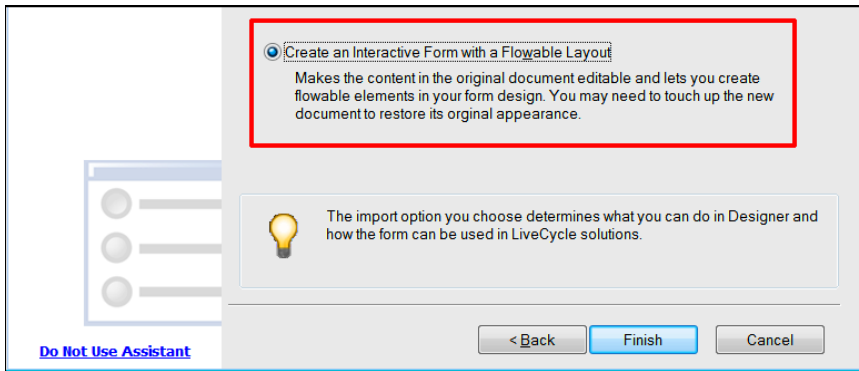 Create an Interactive Form with a Flowable Layout
Makes the content in the original document editable and lets you create
flowable elements in your form design. You may need to touch up the new
document to restore its orginal appearance.
The import option you choose determines what you can do in Designer and
how the form can be used in LiveCycle solutions.
Do Not Use Assistant
< Back
Finish
Cancel